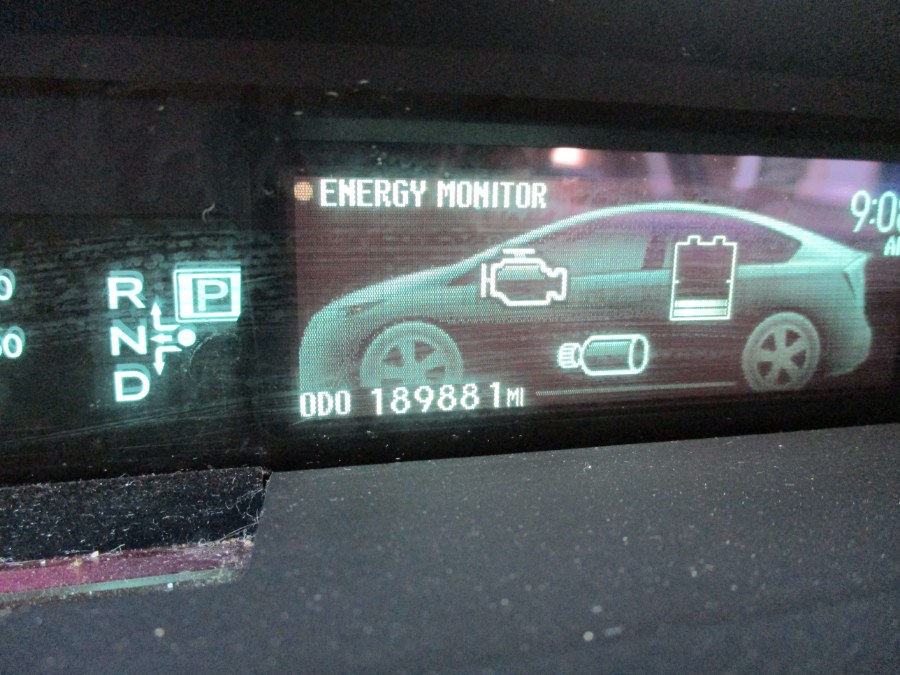 ENERGY MONITOR
R P
N
D
ODO 189881 MI